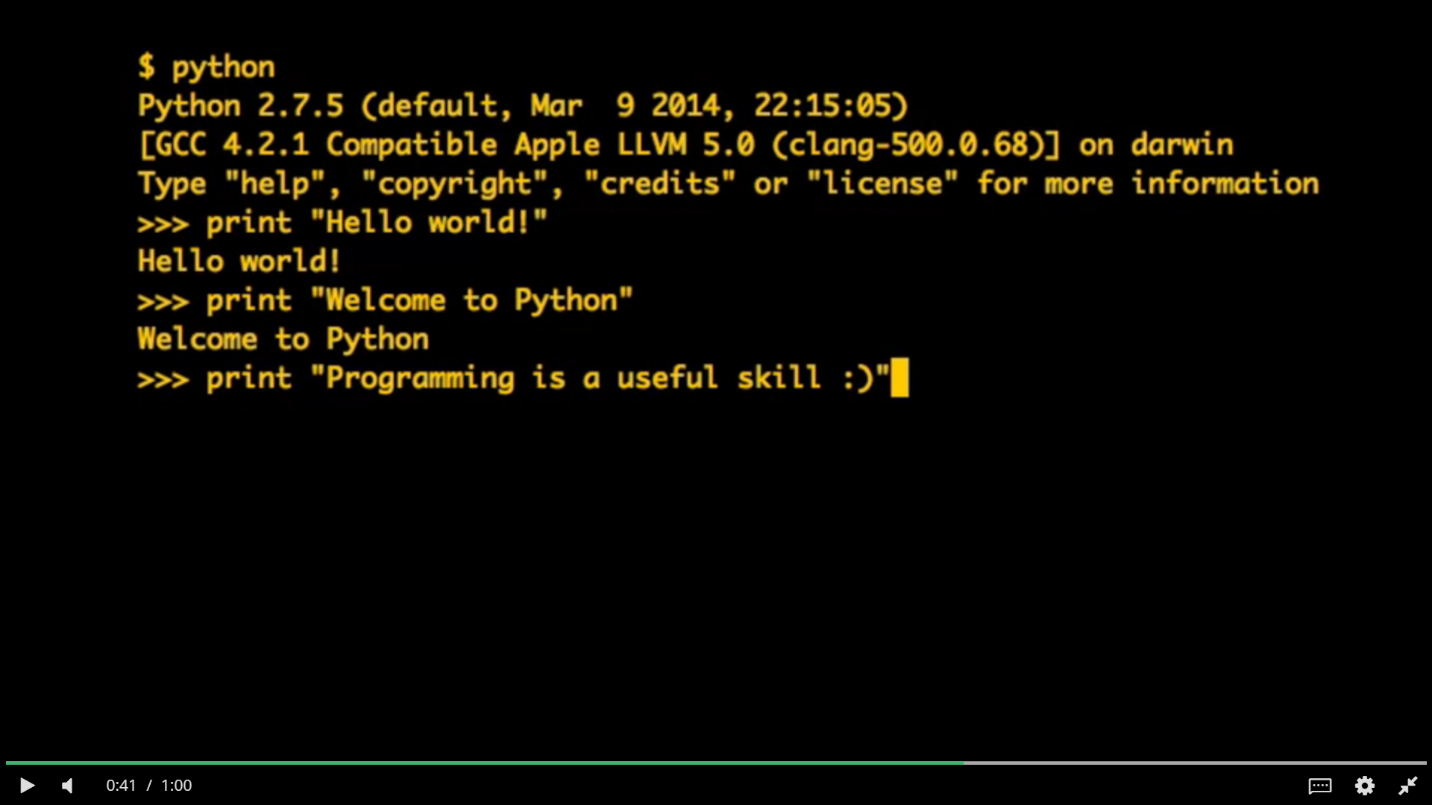 $ python
Python 2.7.5 (default, Mar  9 2014, 22:15:05)
[GCC 4.2.1 Compatible Apple LLVM 5.0 (clang-500.0.68)] on darwin
Type "help", "copyright", "credits" or "license" for more information
>>> print "Hello world!"
Hello world!
>>> print "Welcome to Python"
Welcome to Python
>>> print "Programming is a useful skill :)"
0:41 / 1:00